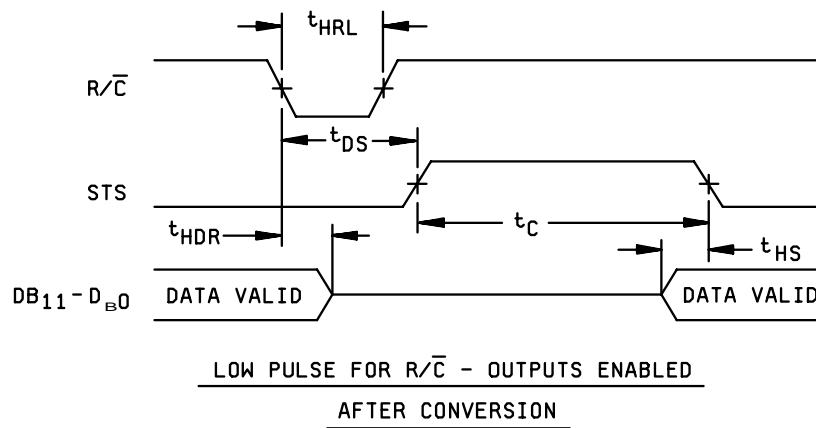 tHRL
R/C̅
tDS
STS
tHDR
tC
tHS
DB11-DB0
DATA VALID
DATA VALID
LOW PULSE FOR R/C̅ - OUTPUTS ENABLED
AFTER CONVERSION